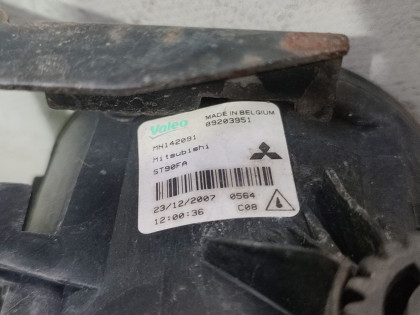 Valeo MADE IN BELGIUM
89203951
MN142091
Mitsubishi
ST90FA
23/12/2007 0564
12:00:36 C08